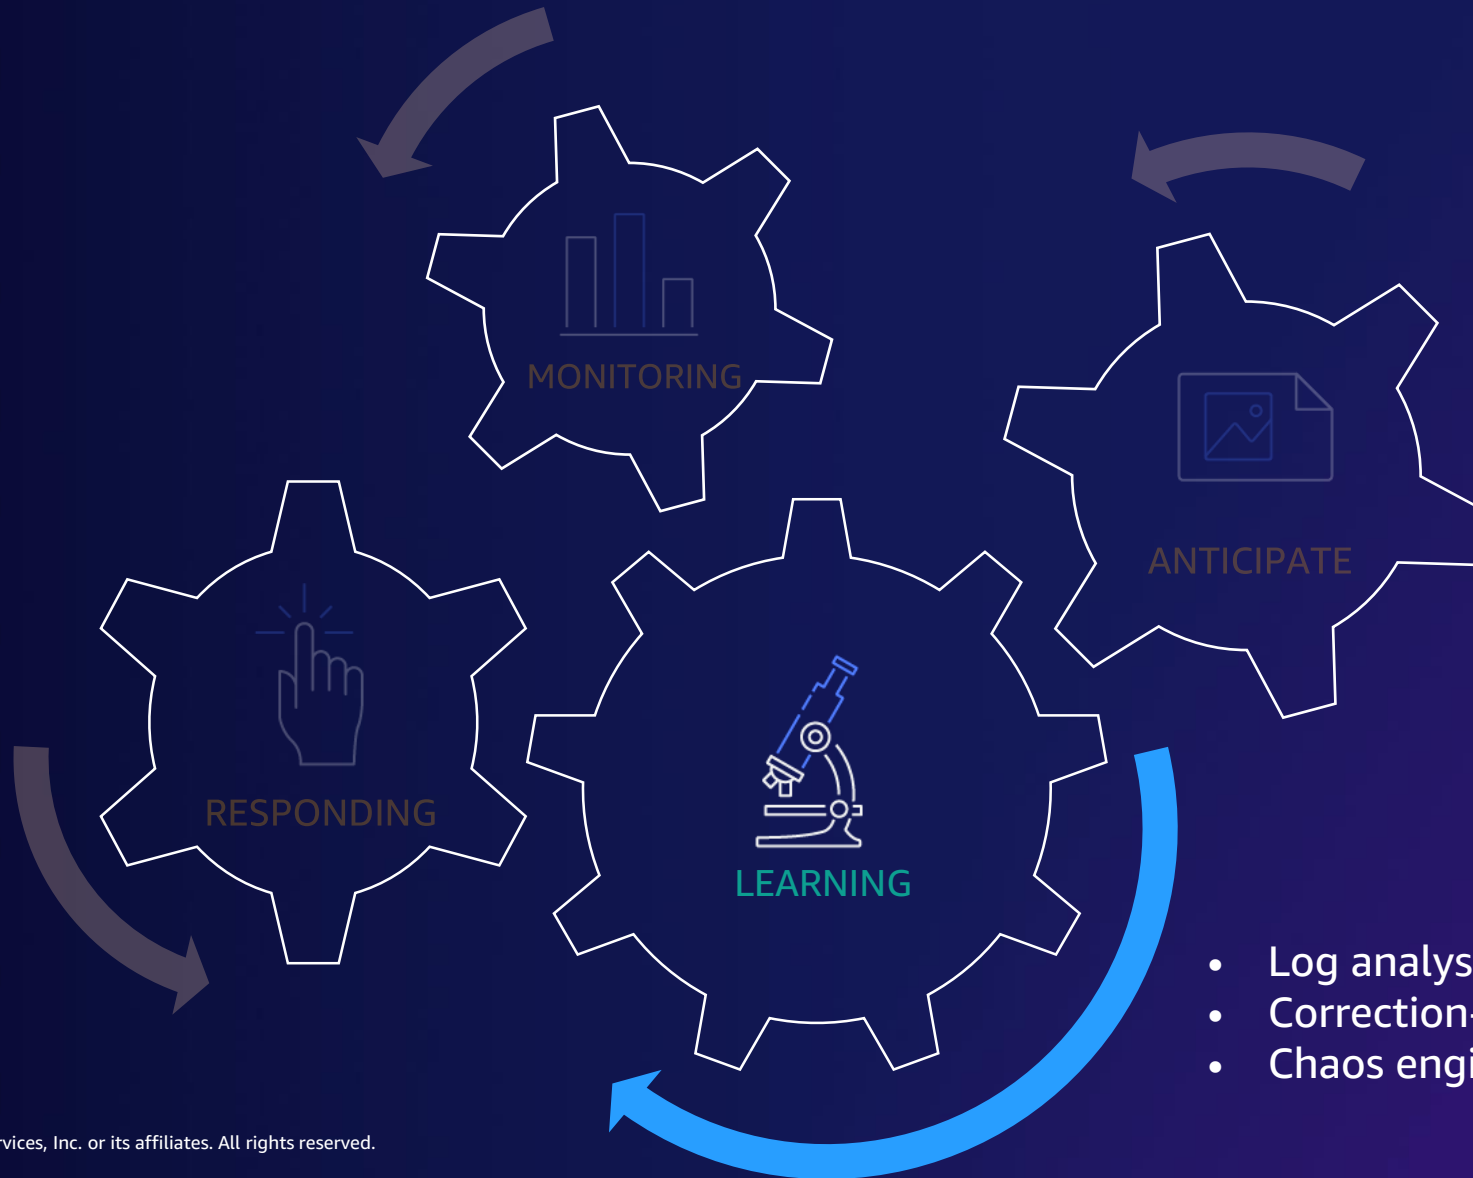 MONITORING
ANTICIPATE
RESPONDING
LEARNING
• Log analys
• Correction-
• Chaos engi
rvices, Inc. or its affiliates. All rights reserved.